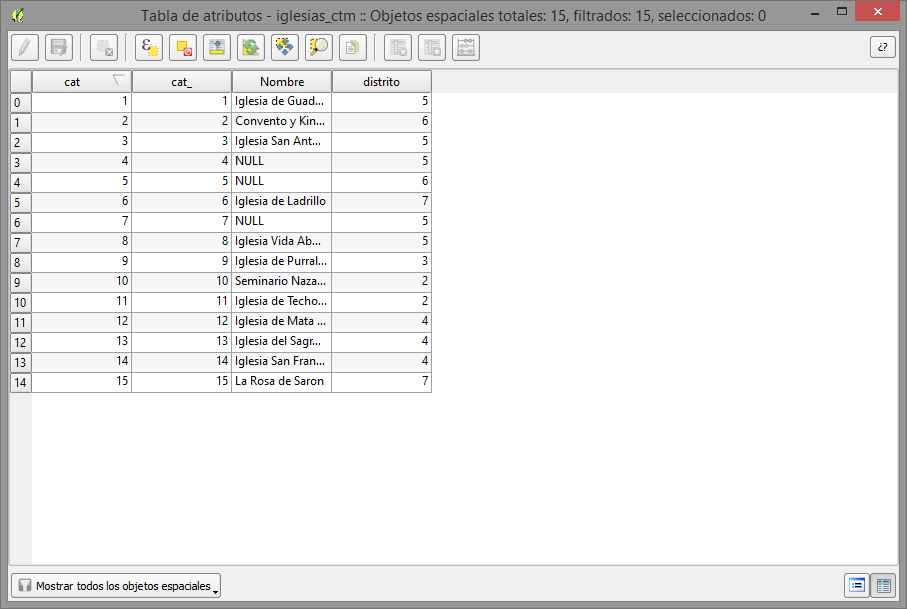 Tabla de atributos - iglesias_ctm :: Objetos espaciales totales: 15, filtrados: 15, seleccionados: 0
¿?
cat cat_ Nombre distrito
0 1 1 Iglesia de Guad... 5
1 2 2 Convento y Kin... 6
2 3 3 Iglesia San Ant... 5
3 4 4 NULL 5
4 5 5 NULL 6
5 6 6 Iglesia de Ladrillo 7
6 7 7 NULL 5
7 8 8 Iglesia Vida Ab... 5
8 9 9 Iglesia de Purral... 3
9 10 10 Seminario Naza... 2
10 11 11 Iglesia de Techo... 2
11 12 12 Iglesia de Mata ... 4
12 13 13 Iglesia del Sagr... 4
13 14 14 Iglesia San Fran... 4
14 15 15 La Rosa de Saron 7
Mostrar todos los objetos espaciales